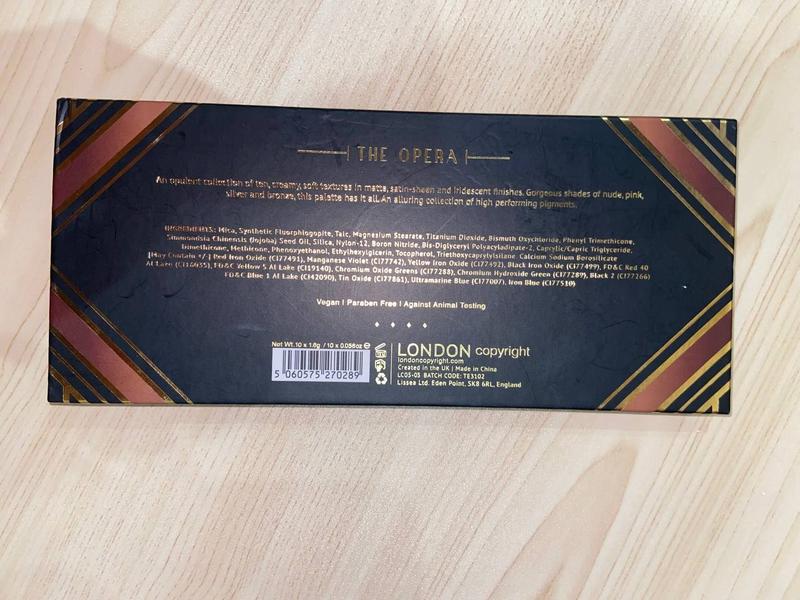 THE OPERA
An opulent collection of ten, creamy, soft textures in matte, satin-sheen and iridescent finishes. Gorgeous shades of nude, pink,
silver and bronze, this palette has it all. An alluring collection of high performing pigments.
INGREDIENTS: Mica, Synthetic Fluorphlogopite, Talc, Magnesium Stearate, Titanium Dioxide, Bismuth Oxychloride, Phenyl Trimethicone,
Simmondsia Chinensis (Jojoba) Seed Oil, Silica, Nylon-12, Boron Nitride, Bis-Diglyceryl Polyacyladipate-2, Caprylic/Capric Triglyceride,
Trimethicone, Methicone, Phenoxyethanol, Ethylhexylglcerin, Tocopherol, Triethoxycaprylylsilane, Calcium Sodium Borosilicate
[May Contain +/-] Red Iron Oxide (CI77491), Manganese Violet (CI77742), Yellow Iron Oxide (CI77492), Black Iron Oxide (CI77499), FD&C Red 40
Al Lake (CI16035), FD&C Yellow 5 Al Lake (CI19140), Chromium Oxide Greens (CI77288), Chromium Hydroxide Green (CI77289), Black 2 (CI77266)
FD&C Blue 1 Al Lake (CI42090), Tin Oxide (CI77861), Ultramarine Blue (CI77007), Iron Blue (CI77510)
Vegan | Paraben Free | Against Animal Testing
Net Wt. 10 x 1.6g / 10 x 0.056oz e
5 060575 270289
LONDON copyright
londoncopyright.com
Created in the UK | Made in China
LC05-03 BATCH CODE: TE3102
Lissea Ltd. Eden Point, SK8 6RL, England